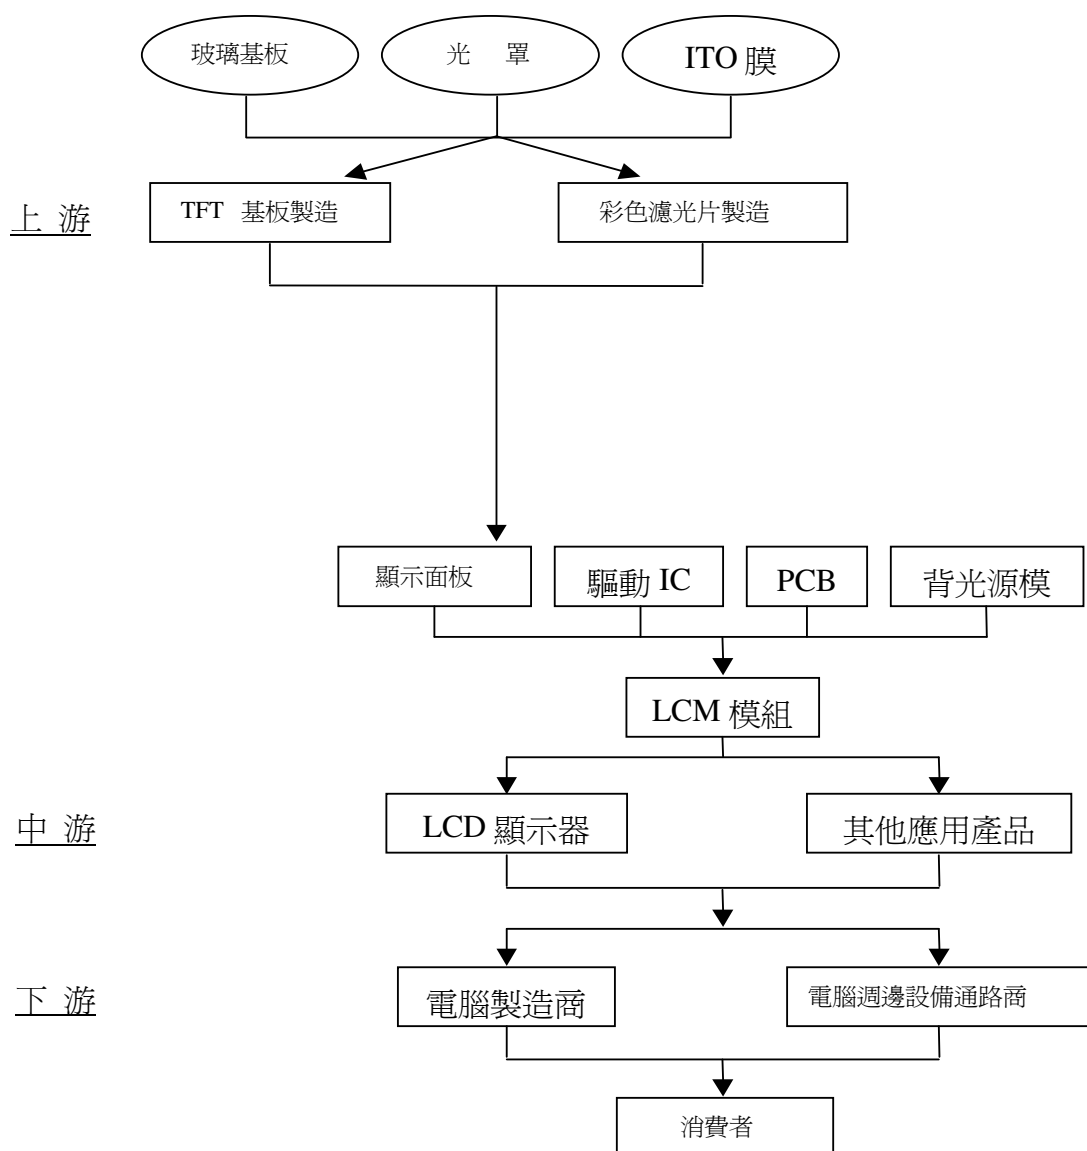 玻璃基板
光 罩
ITO 膜
上 游
TFT 基板製造
彩色濾光片製造
顯示面板
驅動 IC
PCB
背光源模
LCM 模組
中 游
LCD 顯示器
其他應用產品
下 游
電腦製造商
電腦週邊設備通路商
消費者